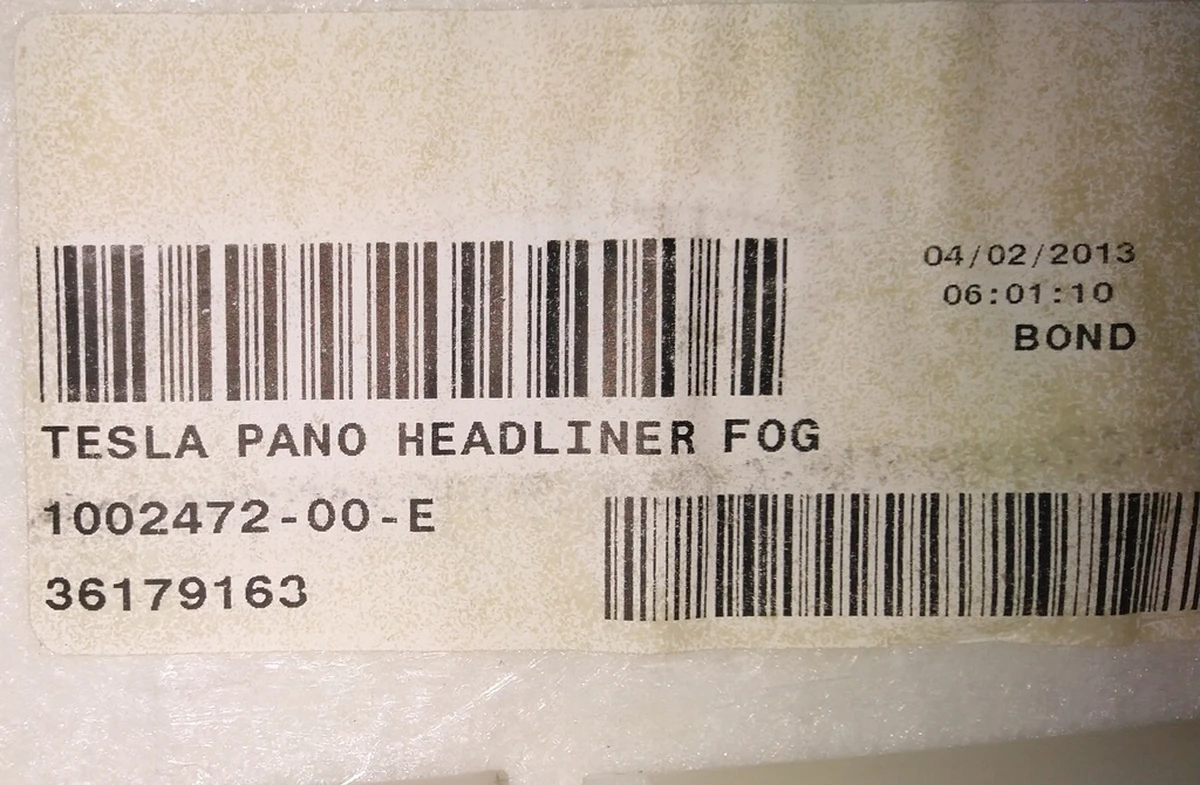 04/02/2013
06:01:10
BOND
TESLA PANO HEADLINER FOG
1002472-00-E
36179163